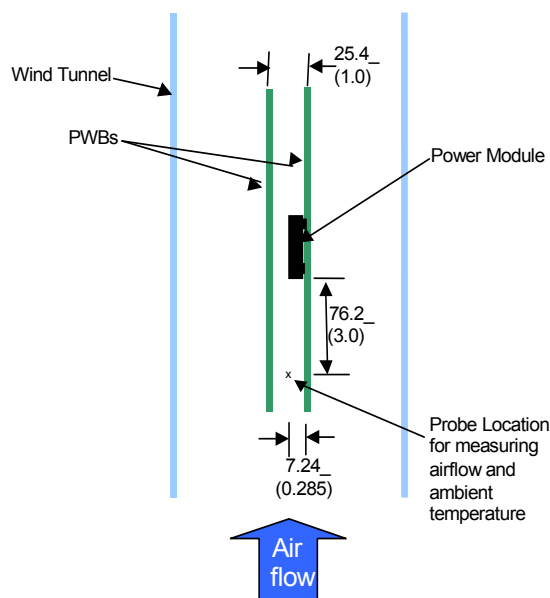 25.4_
(1.0)
Wind Tunnel
PWBs
Power Module
76.2_
(3.0)
x
Probe Location
for measuring
airflow and
ambient
temperature
7.24_
(0.285)
Air
flow